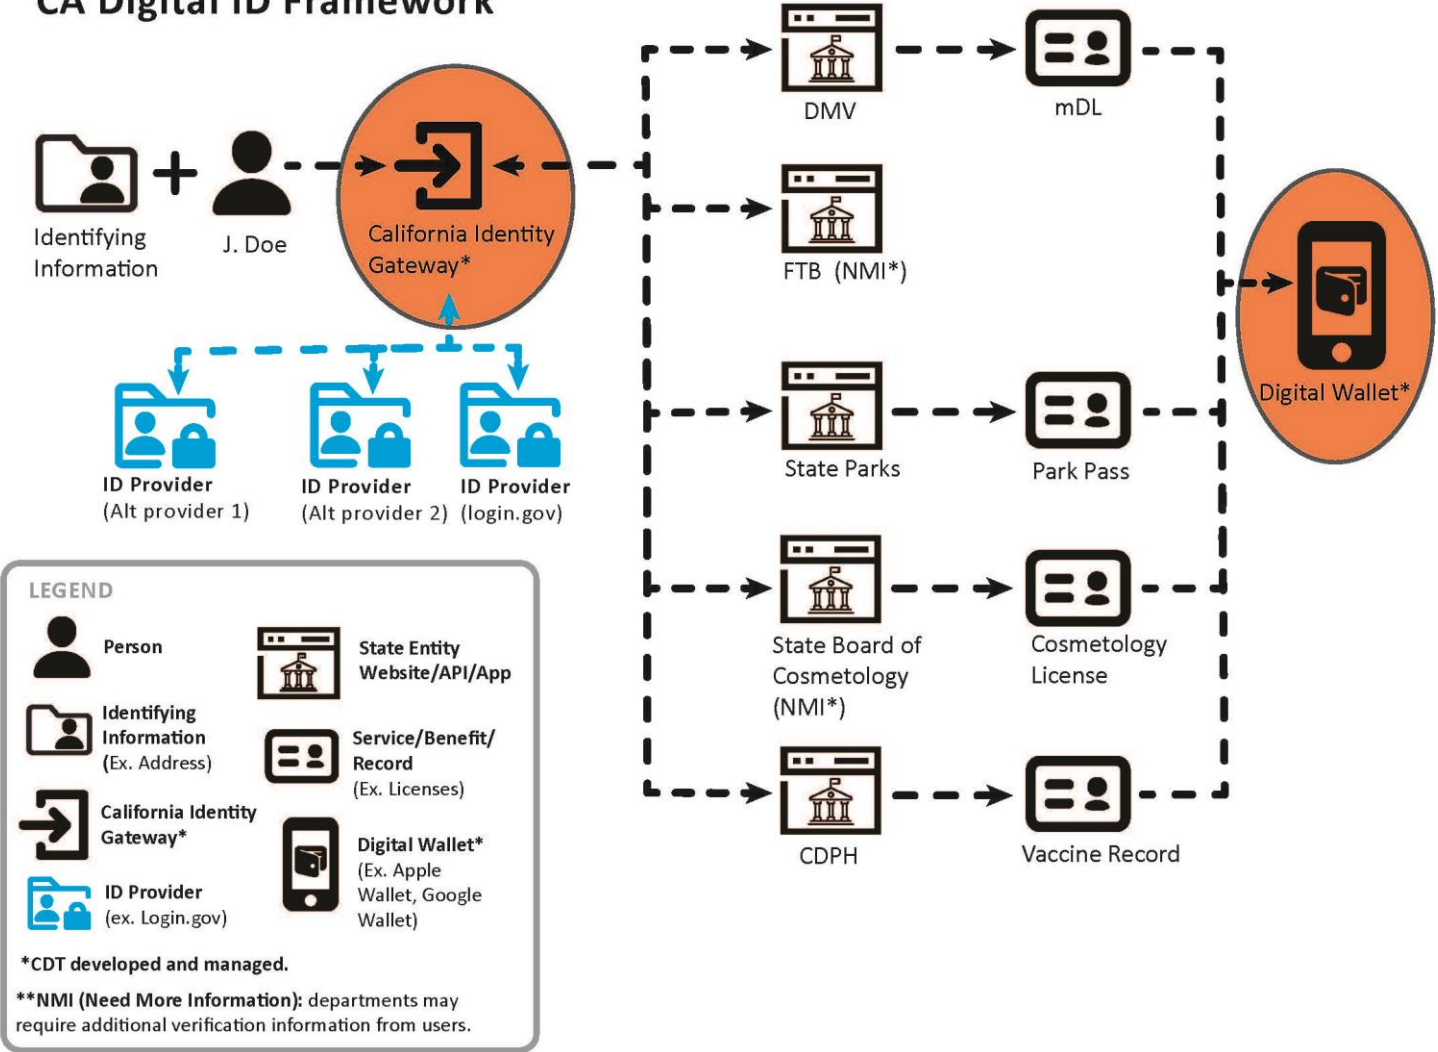 CA Digital ID Framework
Identifying
Information
J. Doe
California Identity
Gateway*
ID Provider
(Alt provider 1)
ID Provider
(Alt provider 2)
ID Provider
(login.gov)
DMV
mDL
FTB (NMI*)
State Parks
Park Pass
State Board of
Cosmetology
(NMI*)
Cosmetology
License
CDPH
Vaccine Record
Digital Wallet*
LEGEND
Person
Identifying
Information
(Ex. Address)
California Identity
Gateway*
ID Provider
(ex. Login.gov)
State Entity
Website/API/App
Service/Benefit/
Record
(Ex. Licenses)
Digital Wallet*
(Ex. Apple
Wallet, Google
Wallet)
*CDT developed and managed.
**NMI (Need More Information): departments may
require additional verification information from users.